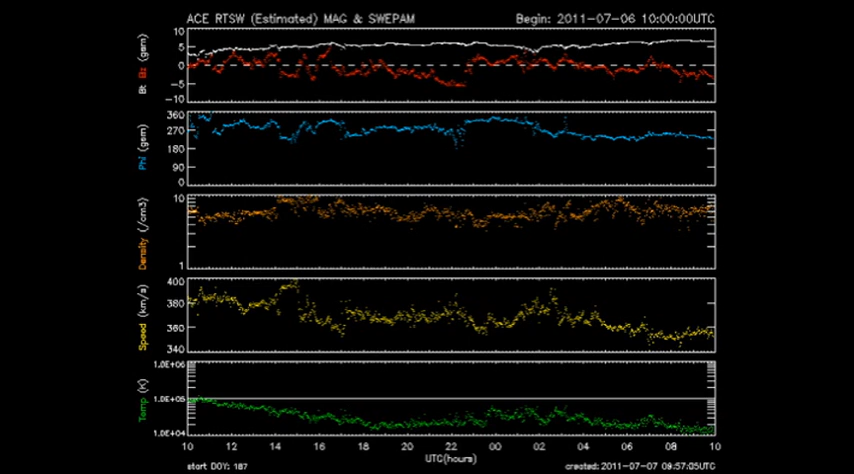 ACE RTSW (Estimated) MAG & SWEPAM Begin: 2011-07-06 10:00:00UTC
Bt Bz (gsm)
10
5
0
-5
-10
Phi (gsm)
360
270
180
90
0
Density (/cm3)
10
1
Speed (km/s)
400
380
360
340
Temp (K)
1.0E+06
1.0E+05
1.0E+04
10 12 14 16 18 20 22 00 02 04 06 08 10
UTC(hours)
start DOY: 187 created: 2011-07-07 09:57:05UTC